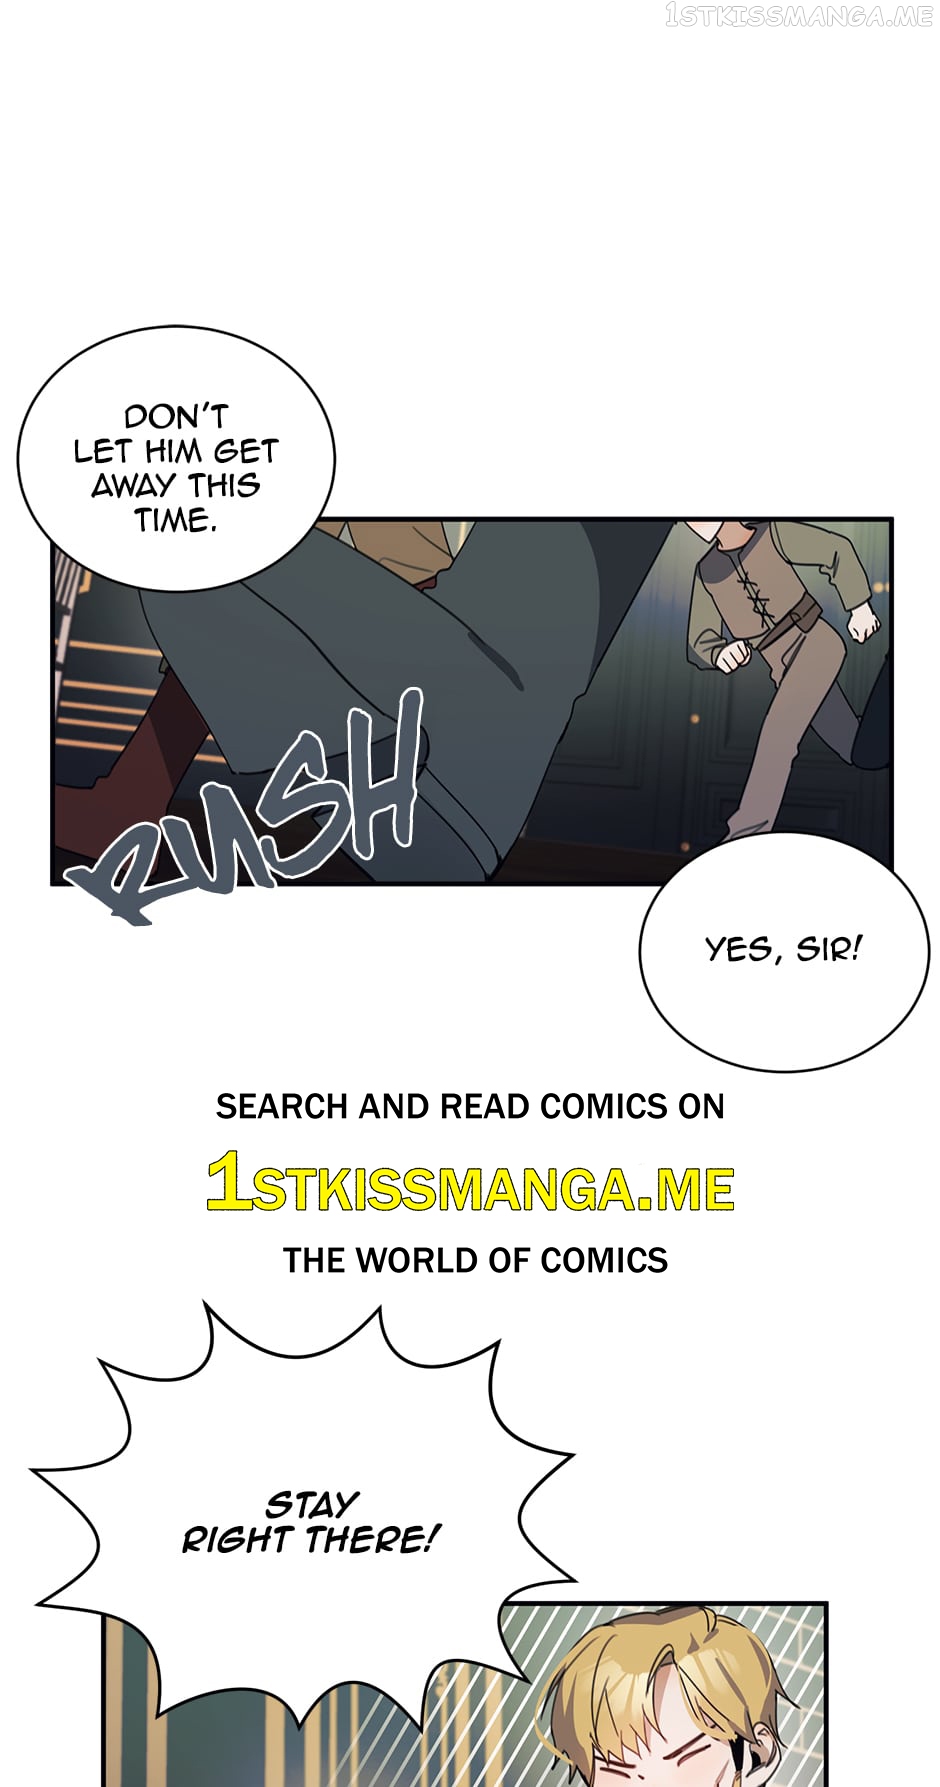 1STKISSMANGA.ME
DON'T
LET HIM GET
AWAY THIS
TIME.
RUSH
YES, SIR!
SEARCH AND READ COMICS ON
1STKISSMANGA.ME
THE WORLD OF COMICS
STAY
RIGHT THERE!